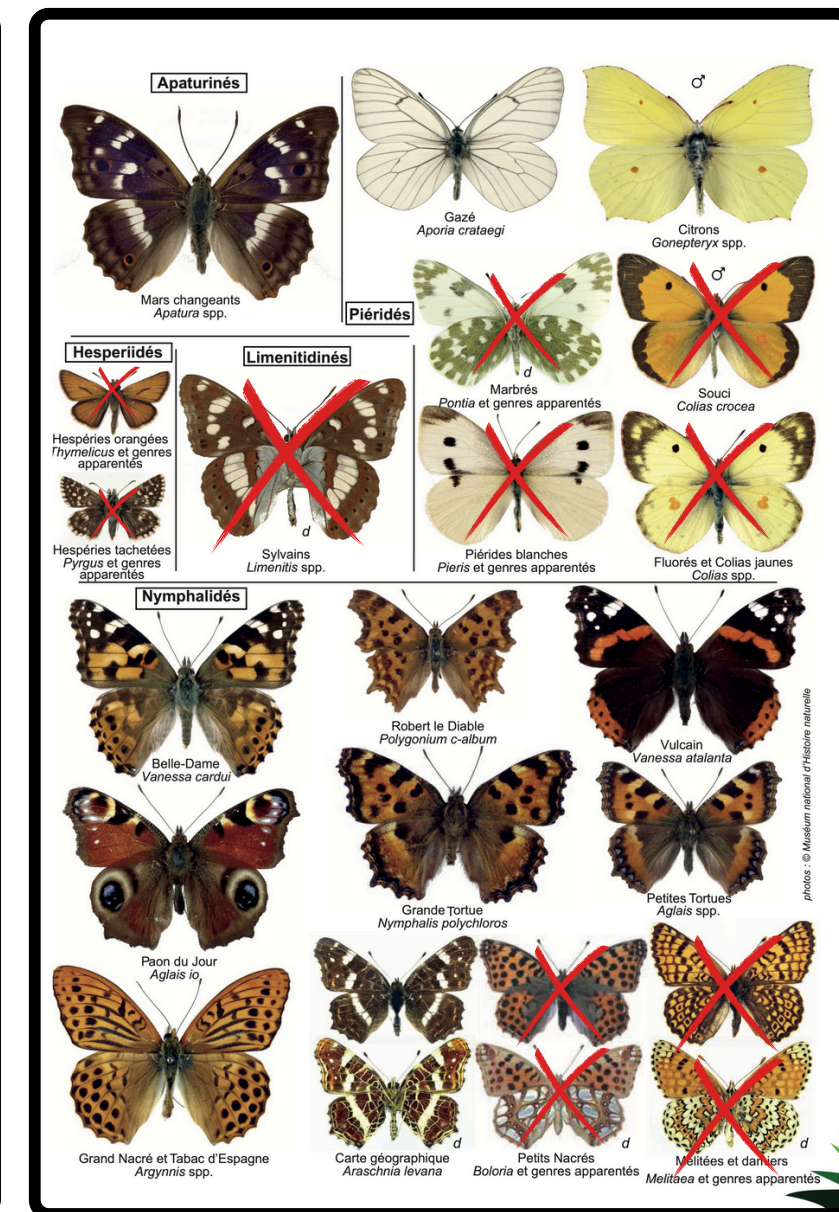 Apaturinés
Mars changeants
Apatura spp.
Gazé
Aporia crataegi
♂
Citrons
Gonepteryx spp.
Piéridés
d
Marbrés
Pontia et genres apparentés
♂
Souci
Colias crocea
Hesperiidés
Hespéries orangées
Thymelicus et genres
apparentés
Hespéries tachetées
Pyrgus et genres
apparentés
Limenitidinés
d
Sylvains
Limenitis spp.
Piérides blanches
Pieris et genres apparentés
Fluorés et Colias jaunes
Colias spp.
Nymphalidés
Belle-Dame
Vanessa cardui
Robert le Diable
Polygonium c-album
Vulcain
Vanessa atalanta
Paon du Jour
Aglais io
Grande Tortue
Nymphalis polychloros
Petites Tortues
Aglais spp.
photos : © Muséum national d'Histoire naturelle
Grand Nacré et Tabac d'Espagne
Argynnis spp.
d
Carte géographique
Araschnia levana
d
Petits Nacrés
Boloria et genres apparentés
d
Mélitées et damiers
Melitaea et genres apparentés